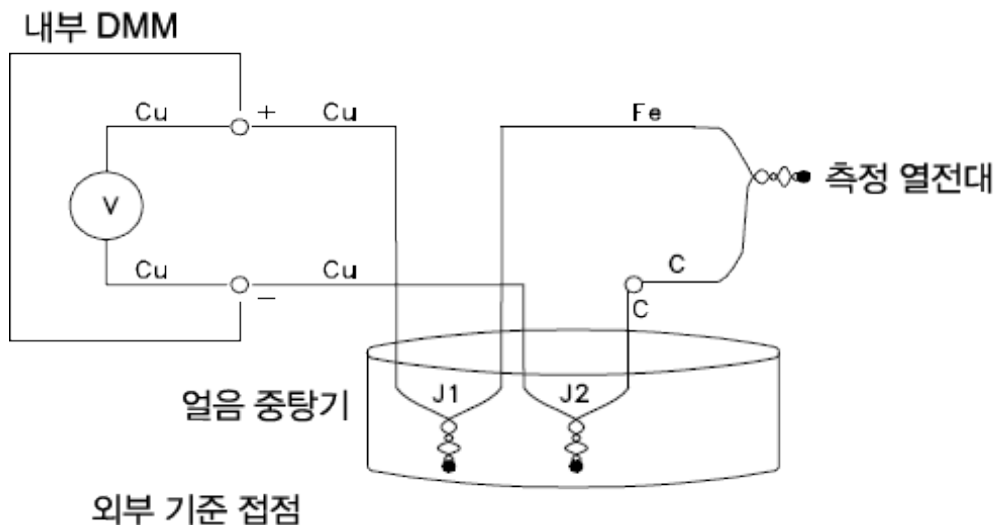 내부 DMM
Cu + Cu Fe
V
측정 열전대
Cu Cu C
− C
J1 J2
얼음 중탕기
외부 기준 접점